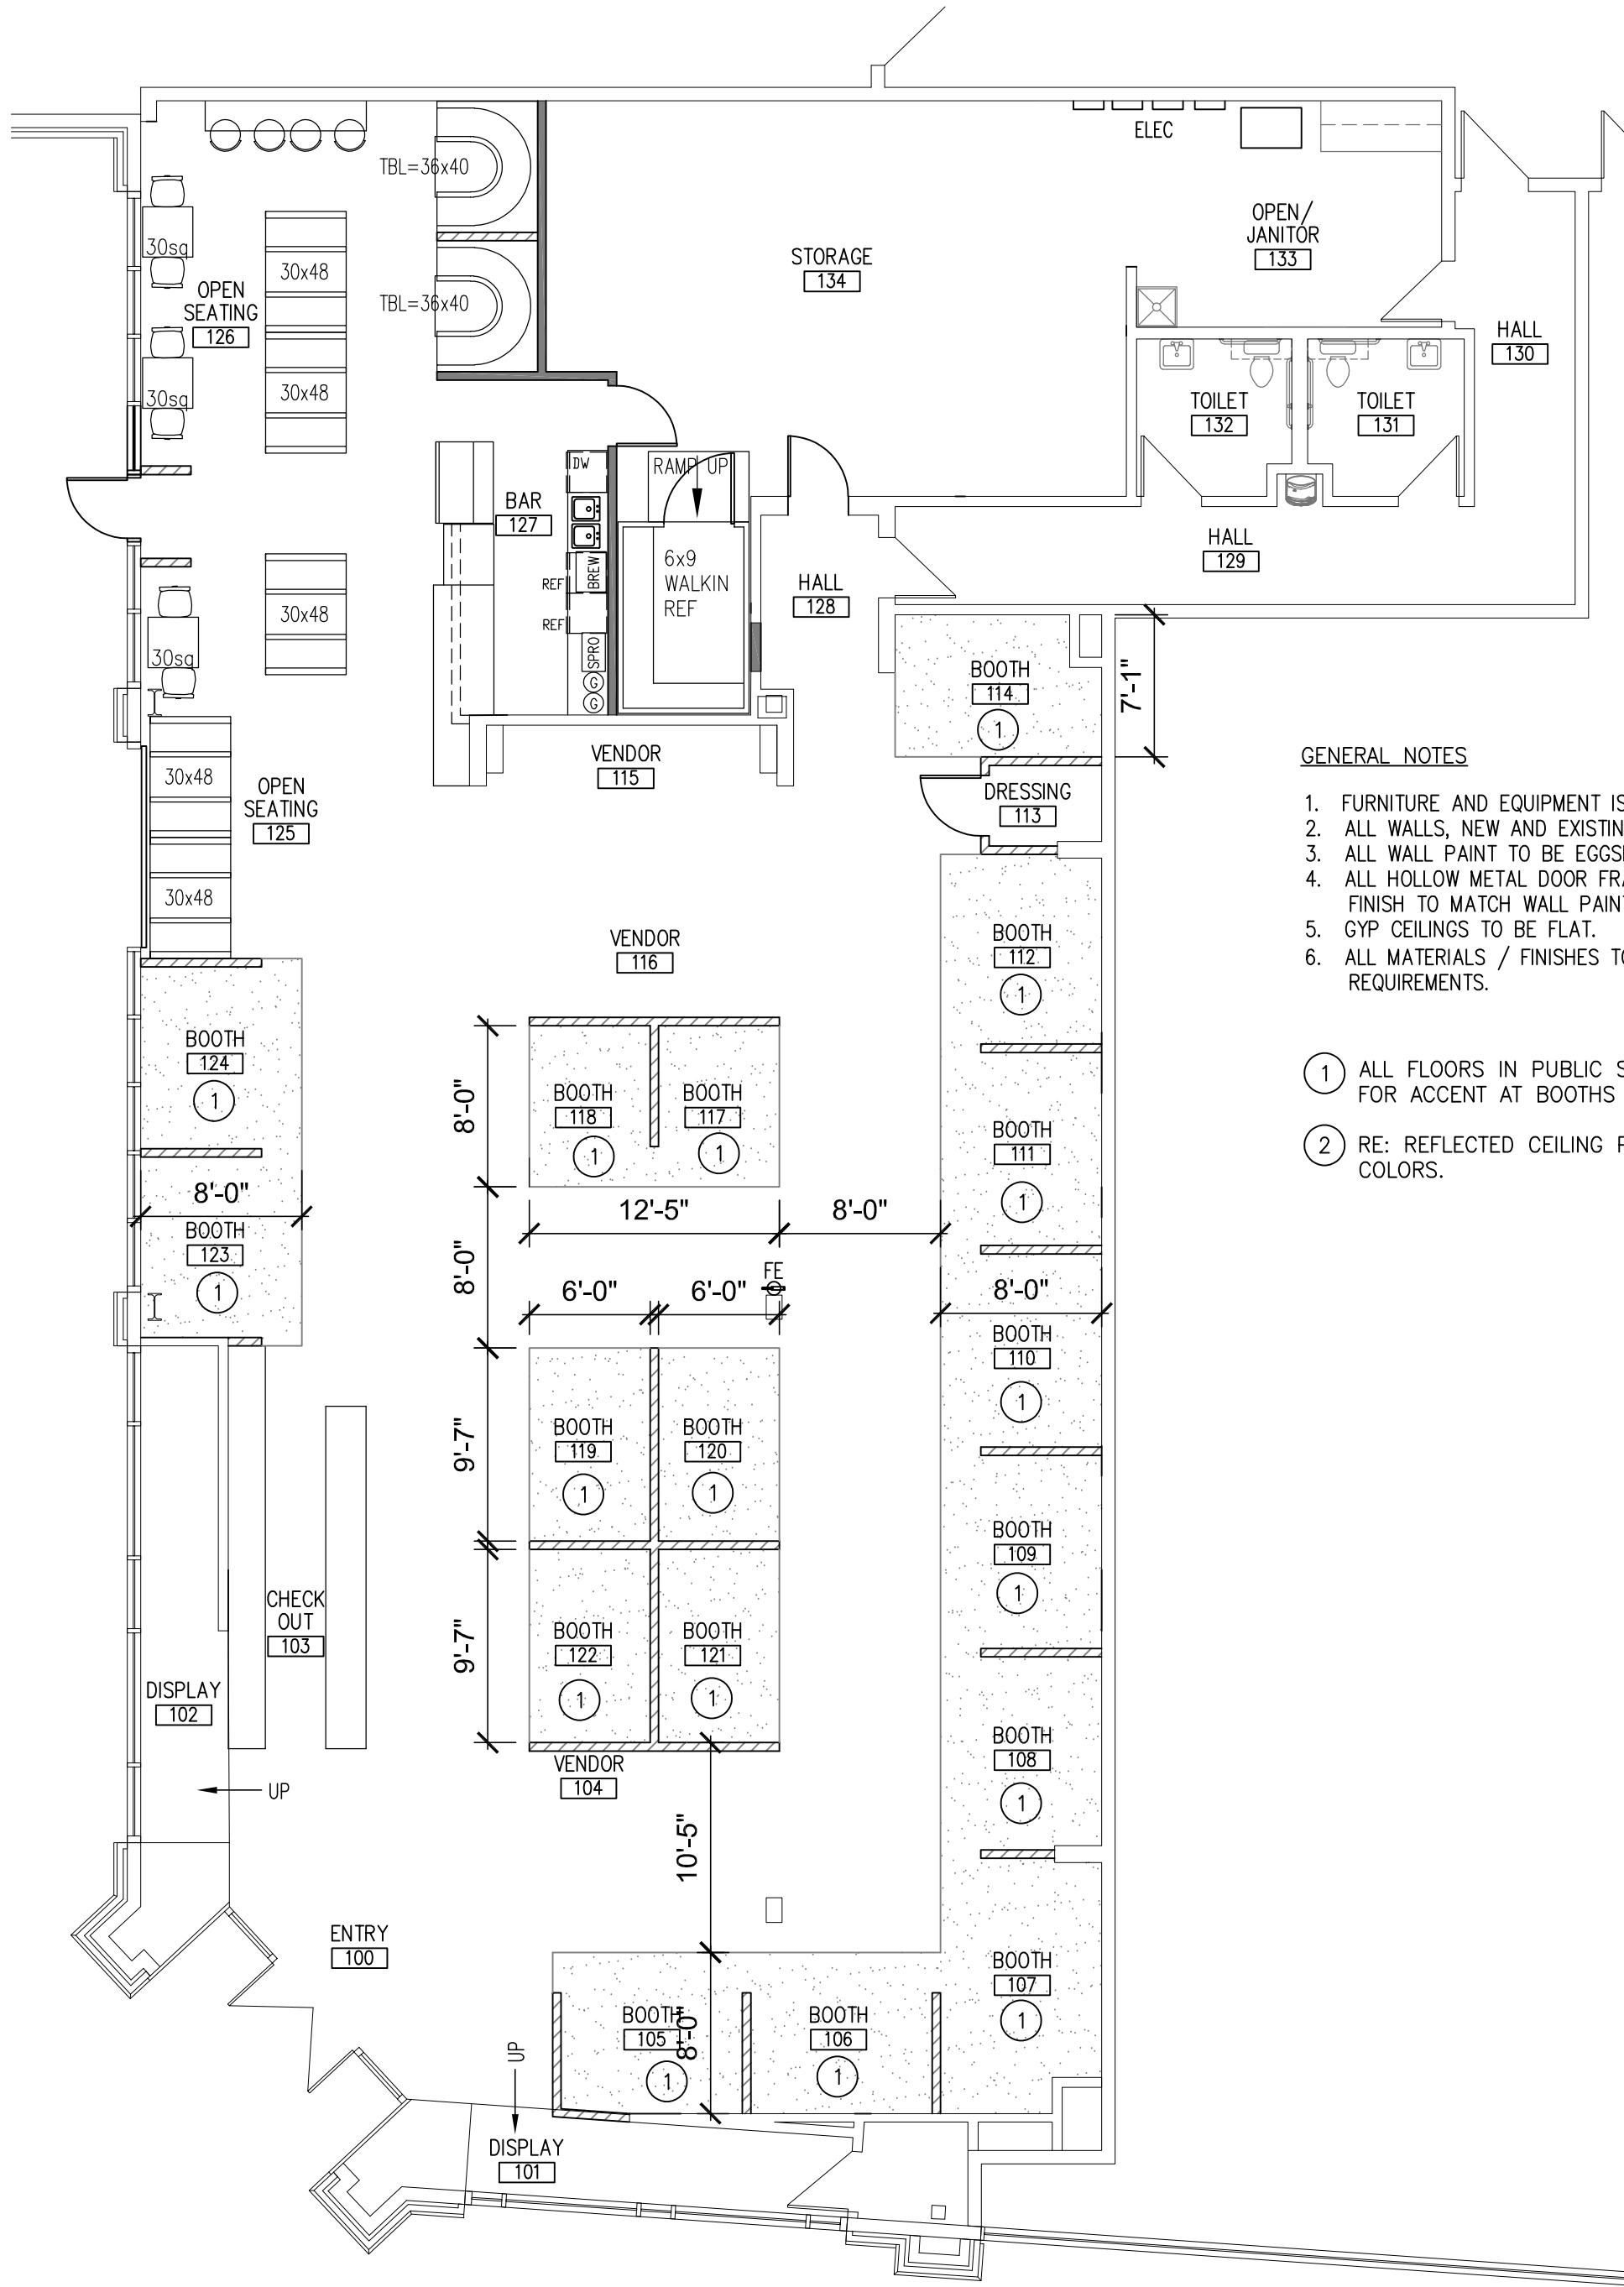 ELEC
TBL=36x40
OPEN/
JANITOR
133
30sq
30x48
STORAGE
134
OPEN
SEATING
126
TBL=36x40
HALL
130
30sq
30x48
TOILET
132
TOILET
131
DW
RAMP UP
BAR
127
HALL
129
6x9
WALKIN
REF
BREW
REF
HALL
128
30x48
REF
30sq
SPRO
G
G
BOOTH
114
1
7'-1"
VENDOR
115
GENERAL NOTES
1. FURNITURE AND EQUIPMENT IS
2. ALL WALLS, NEW AND EXISTIN
3. ALL WALL PAINT TO BE EGGS
4. ALL HOLLOW METAL DOOR FRA
FINISH TO MATCH WALL PAIN
5. GYP CEILINGS TO BE FLAT.
6. ALL MATERIALS / FINISHES TO
REQUIREMENTS.
30x48
OPEN
SEATING
125
DRESSING
113
30x48
VENDOR
116
BOOTH
112
1
BOOTH
124
1
1 ALL FLOORS IN PUBLIC S
FOR ACCENT AT BOOTHS
2 RE: REFLECTED CEILING
COLORS.
8'-0"
BOOTH
118
1
BOOTH
117
1
BOOTH
111
1
8'-0"
12'-5"
8'-0"
BOOTH
123
1
8'-0"
6'-0"
6'-0"
FE
8'-0"
BOOTH
110
1
9'-7"
BOOTH
119
1
BOOTH
120
1
BOOTH
109
1
CHECK
OUT
103
9'-7"
BOOTH
122
1
BOOTH
121
1
DISPLAY
102
BOOTH
108
1
VENDOR
104
UP
10'-5"
ENTRY
100
BOOTH
107
1
BOOTH
105
1
8'-0"
BOOTH
106
1
UP
DISPLAY
101